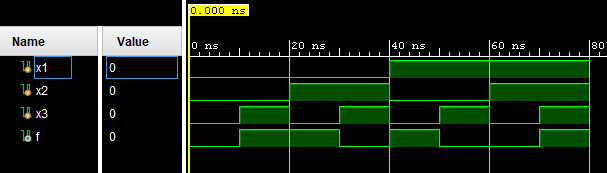 0.000 ns
Name Value
0 ns 20 ns 40 ns 60 ns 80
x1 0
x2 0
x3 0
f 0